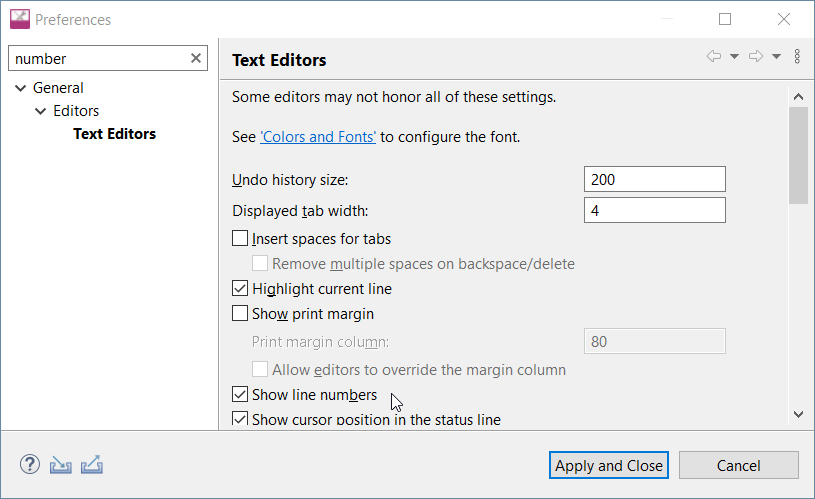 Preferences
number
General
Editors
Text Editors
Text Editors
Some editors may not honor all of these settings.
See 'Colors and Fonts' to configure the font.
Undo history size: 200
Displayed tab width: 4
Insert spaces for tabs
Remove multiple spaces on backspace/delete
Highlight current line
Show print margin
Print margin column: 80
Allow editors to override the margin column
Show line numbers
Show cursor position in the status line
Apply and Close
Cancel